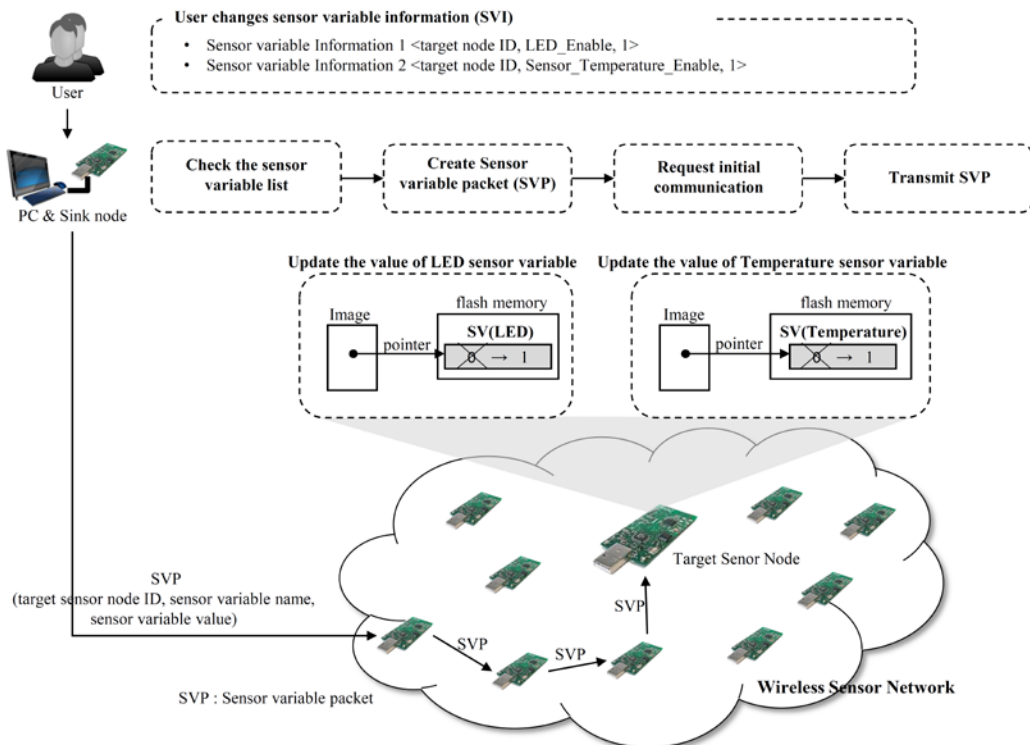 User changes sensor variable information (SVI)
• Sensor variable Information 1 <target node ID, LED_Enable, 1>
• Sensor variable Information 2 <target node ID, Sensor_Temperature_Enable, 1>
User
PC & Sink node
Check the sensor
variable list
Create Sensor
variable packet (SVP)
Request initial
communication
Transmit SVP
Update the value of LED sensor variable
Image
pointer
flash memory
SV(LED)
0 → 1
Update the value of Temperature sensor variable
Image
pointer
flash memory
SV(Temperature)
0 → 1
Target Senor Node
SVP
(target sensor node ID, sensor variable name,
sensor variable value)
SVP
SVP
SVP
SVP : Sensor variable packet
Wireless Sensor Network